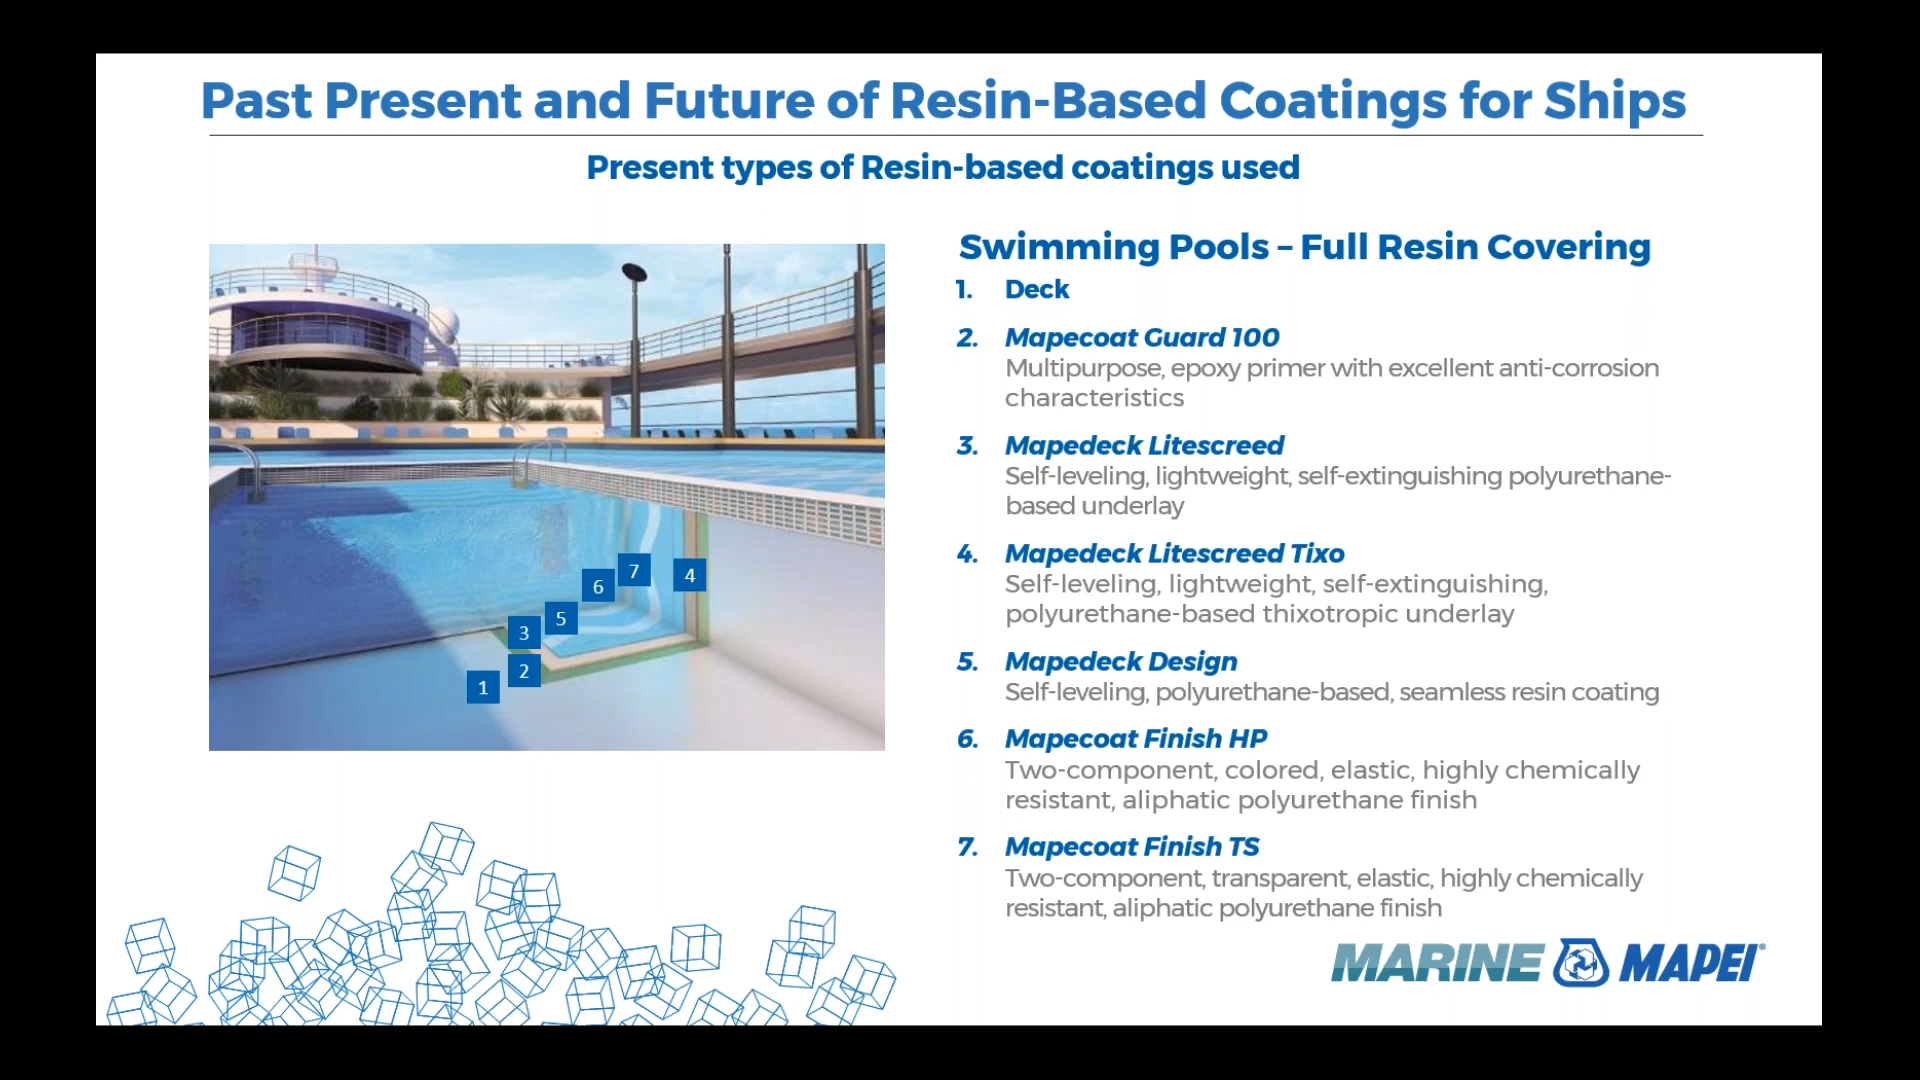 Past Present and Future of Resin-Based Coatings for Ships
Present types of Resin-based coatings used
Swimming Pools – Full Resin Covering
1. Deck
2. Mapecoat Guard 100
Multipurpose, epoxy primer with excellent anti-corrosion
characteristics
3. Mapedeck Litescreed
Self-leveling, lightweight, self-extinguishing polyurethane-
based underlay
4. Mapedeck Litescreed Tixo
Self-leveling, lightweight, self-extinguishing,
polyurethane-based thixotropic underlay
5. Mapedeck Design
Self-leveling, polyurethane-based, seamless resin coating
6. Mapecoat Finish HP
Two-component, colored, elastic, highly chemically
resistant, aliphatic polyurethane finish
7. Mapecoat Finish TS
Two-component, transparent, elastic, highly chemically
resistant, aliphatic polyurethane finish
7
4
6
5
3
2
1
MARINE MAPEI®